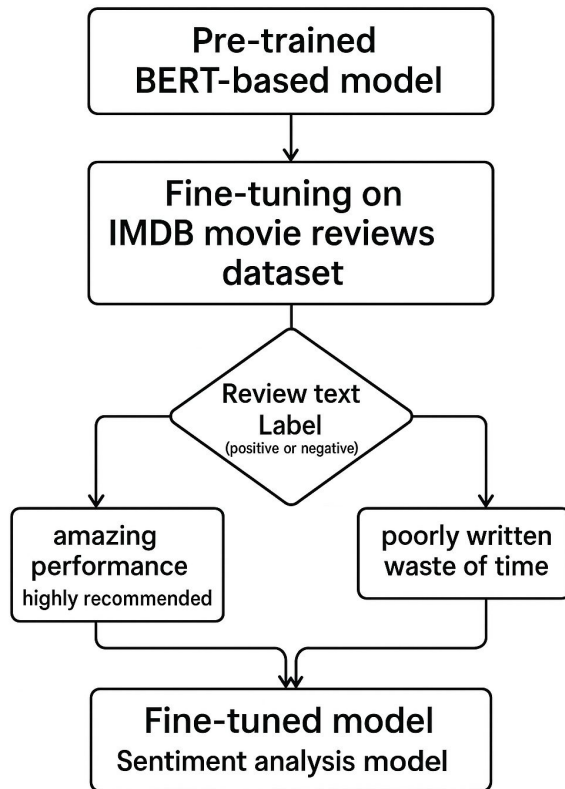 Pre-trained
BERT-based model
Fine-tuning on
IMDB movie reviews
dataset
Review text
Label
(positive or negative)
amazing
performance
highly recommended
poorly written
waste of time
Fine-tuned model
Sentiment analysis model